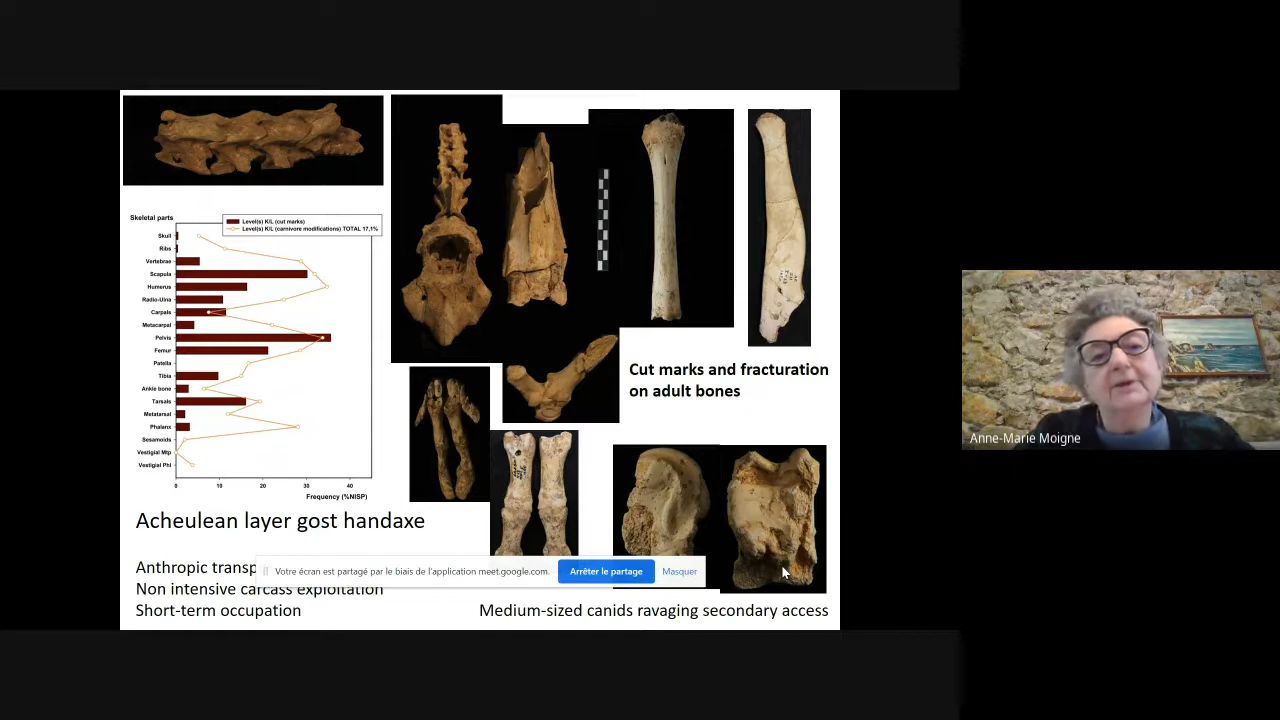 Skeletal parts
Level(s) K/L (cut marks)
Level(s) K/L (carnivore modifications) TOTAL 17,1%
Skull
Ribs
Vertebrae
Scapula
Humerus
Radio-Ulna
Carpals
Metacarpal
Pelvis
Femur
Patella
Tibia
Ankle bone
Tarsals
Metatarsal
Phalanx
Sesamoids
Vestigial Mtp
Vestigial Phl
0 10 20 30 40
Frequency (%NISP)
Cut marks and fracturation
on adult bones
Acheulean layer gost handaxe
Anthropic transp
Non intensive carcass exploitation
Short-term occupation
Medium-sized canids ravaging secondary access
Votre écran est partagé par le biais de l'application meet.google.com.
Arrêter le partage
Masquer
Anne-Marie Moigne